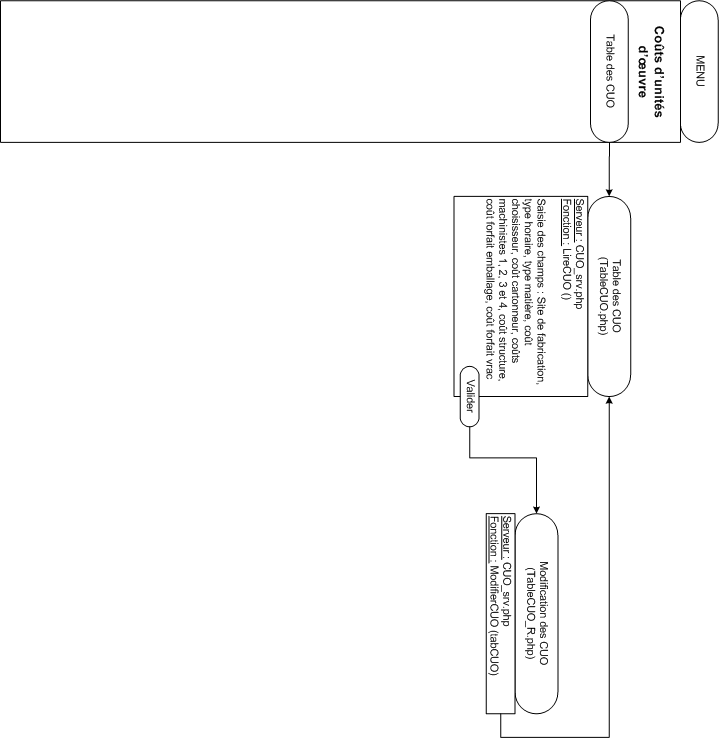 MENU
Coûts d'unités
d'œuvre
Table des CUO
Table des CUO
(TableCUO.php)
Serveur : CUO_srv.php
Fonction : LireCUO ()
Saisie des champs : Site de fabrication,
type horaire, type matière, coût
choisisseur, coût cartonneur, coûts
machinistes 1, 2, 3 et 4, coût structure,
coût forfait emballage, coût forfait vrac
Valider
Modification des CUO
(TableCUO_R.php)
Serveur : CUO_srv.php
Fonction : ModifierCUO (tabCUO)